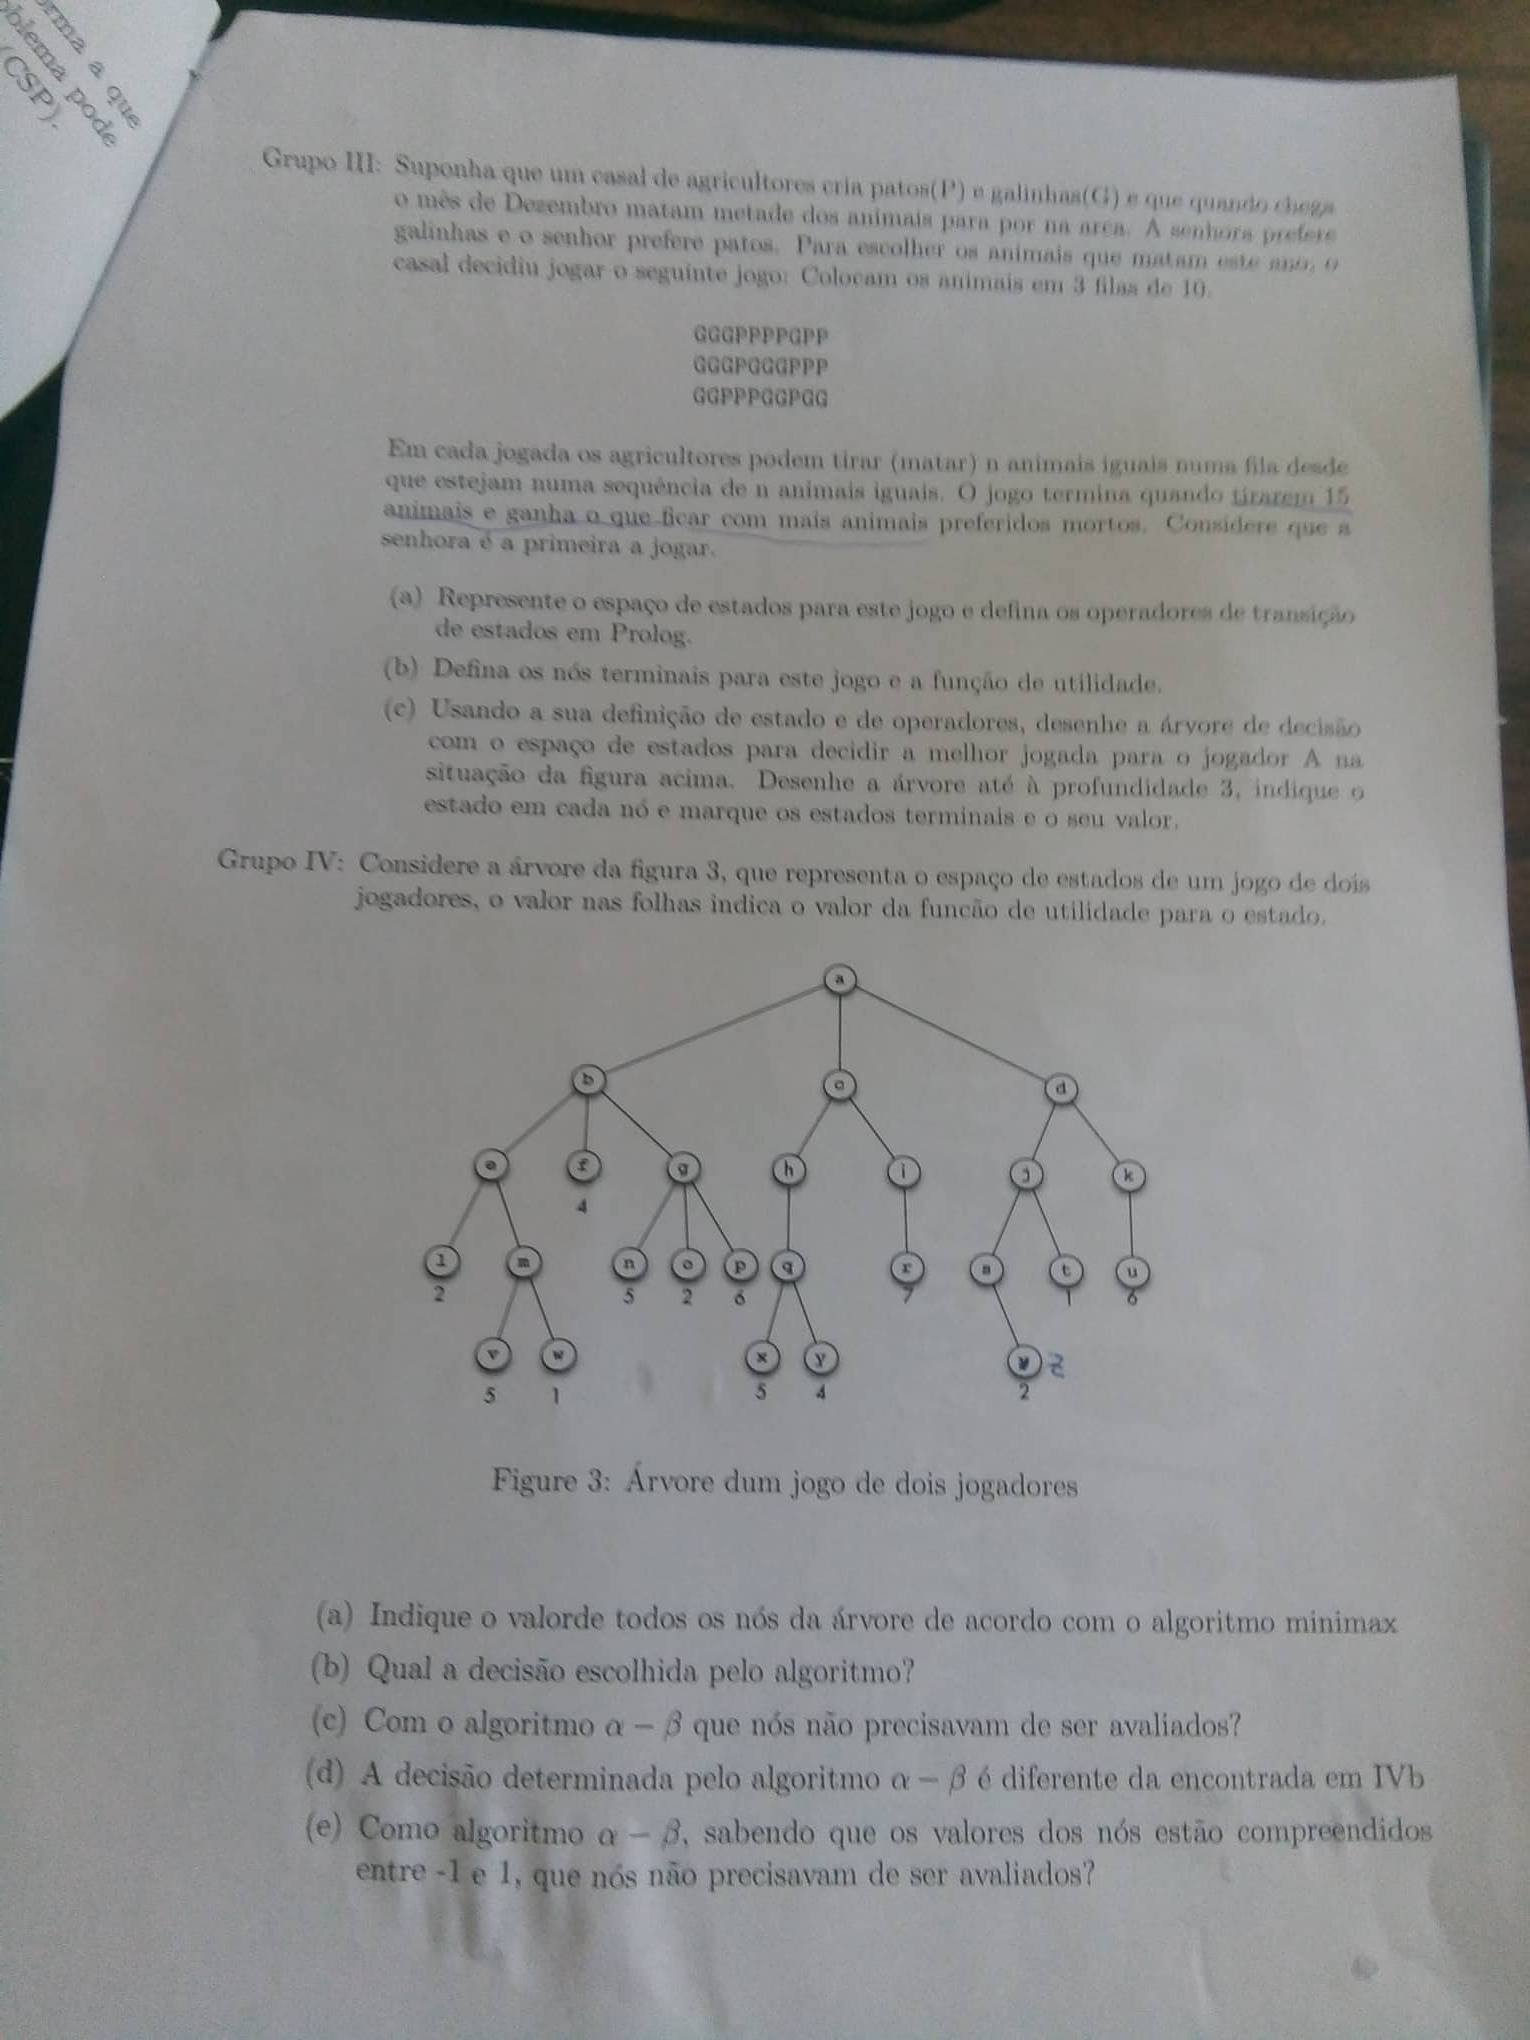 orma a que
oblema pode
(CSP).
Grupo III: Suponha que um casal de agricultores cria patos(P) e galinhas(G) e que quando chega
o mês de Dezembro matam metade dos animais para por na arca. A senhora prefere
galinhas e o senhor prefere patos. Para escolher os animais que matam este ano, o
casal decidiu jogar o seguinte jogo: Colocam os animais em 3 filas de 10.
GGGPPPPGPP
GGGPGGGPPP
GGPPPGGPGG
Em cada jogada os agricultores podem tirar (matar) n animais iguais numa fila desde
que estejam numa sequência de n animais iguais. O jogo termina quando tirarem 15
animais e ganha o que ficar com mais animais preferidos mortos. Considere que a
senhora é a primeira a jogar.
(a) Represente o espaço de estados para este jogo e defina os operadores de transição
de estados em Prolog.
(b) Defina os nós terminais para este jogo e a função de utilidade.
(c) Usando a sua definição de estado e de operadores, desenhe a árvore de decisão
com o espaço de estados para decidir a melhor jogada para o jogador A na
situação da figura acima. Desenhe a árvore até à profundidade 3, indique o
estado em cada nó e marque os estados terminais e o seu valor.
Grupo IV: Considere a árvore da figura 3, que representa o espaço de estados de um jogo de dois
jogadores, o valor nas folhas indica o valor da funcão de utilidade para o estado.
a
b c d
e f g h i j k
4
l m n o p q r s t u
2 5 2 6 7 1 6
v w x y z
5 1 5 4 2
Figure 3: Árvore dum jogo de dois jogadores
(a) Indique o valorde todos os nós da árvore de acordo com o algoritmo minimax
(b) Qual a decisão escolhida pelo algoritmo?
(c) Com o algoritmo α − β que nós não precisavam de ser avaliados?
(d) A decisão determinada pelo algoritmo α − β é diferente da encontrada em IVb
(e) Como algoritmo α − β, sabendo que os valores dos nós estão compreendidos
entre -1 e 1, que nós não precisavam de ser avaliados?